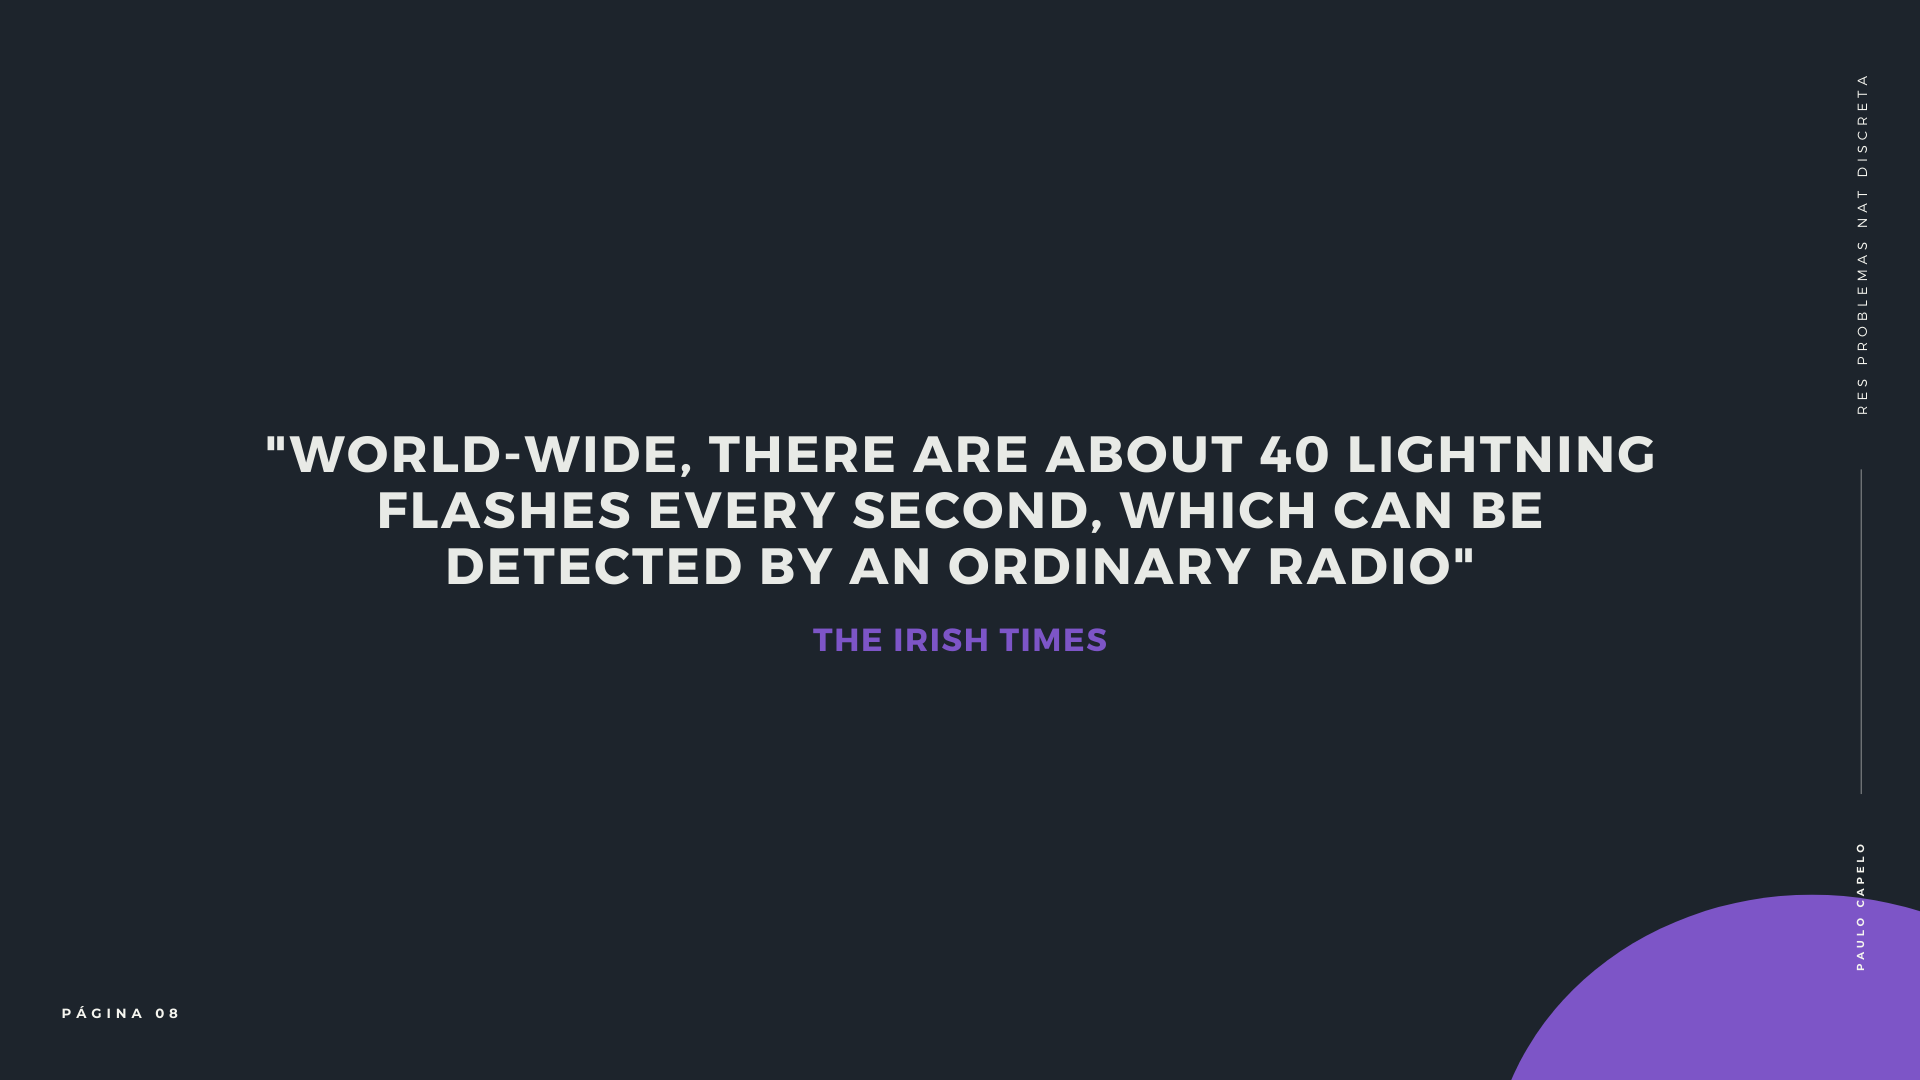 "WORLD-WIDE, THERE ARE ABOUT 40 LIGHTNING
FLASHES EVERY SECOND, WHICH CAN BE
DETECTED BY AN ORDINARY RADIO"
THE IRISH TIMES
RES PROBLEMAS NAT DISCRETA
PAULO CAPELO
PÁGINA 08